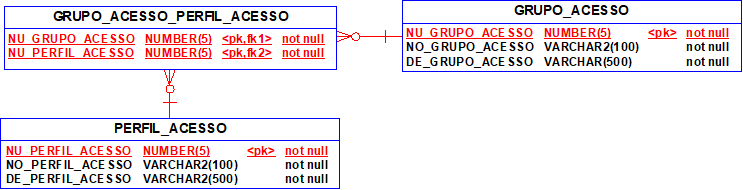 GRUPO_ACESSO_PERFIL_ACESSO
NU_GRUPO_ACESSO NUMBER(5) <pk,fk1> not null
NU_PERFIL_ACESSO NUMBER(5) <pk,fk2> not null
GRUPO_ACESSO
NU_GRUPO_ACESSO NUMBER(5) <pk> not null
NO_GRUPO_ACESSO VARCHAR2(100) not null
DE_GRUPO_ACESSO VARCHAR(500) not null
PERFIL_ACESSO
NU_PERFIL_ACESSO NUMBER(5) <pk> not null
NO_PERFIL_ACESSO VARCHAR2(100) not null
DE_PERFIL_ACESSO VARCHAR2(500) not null